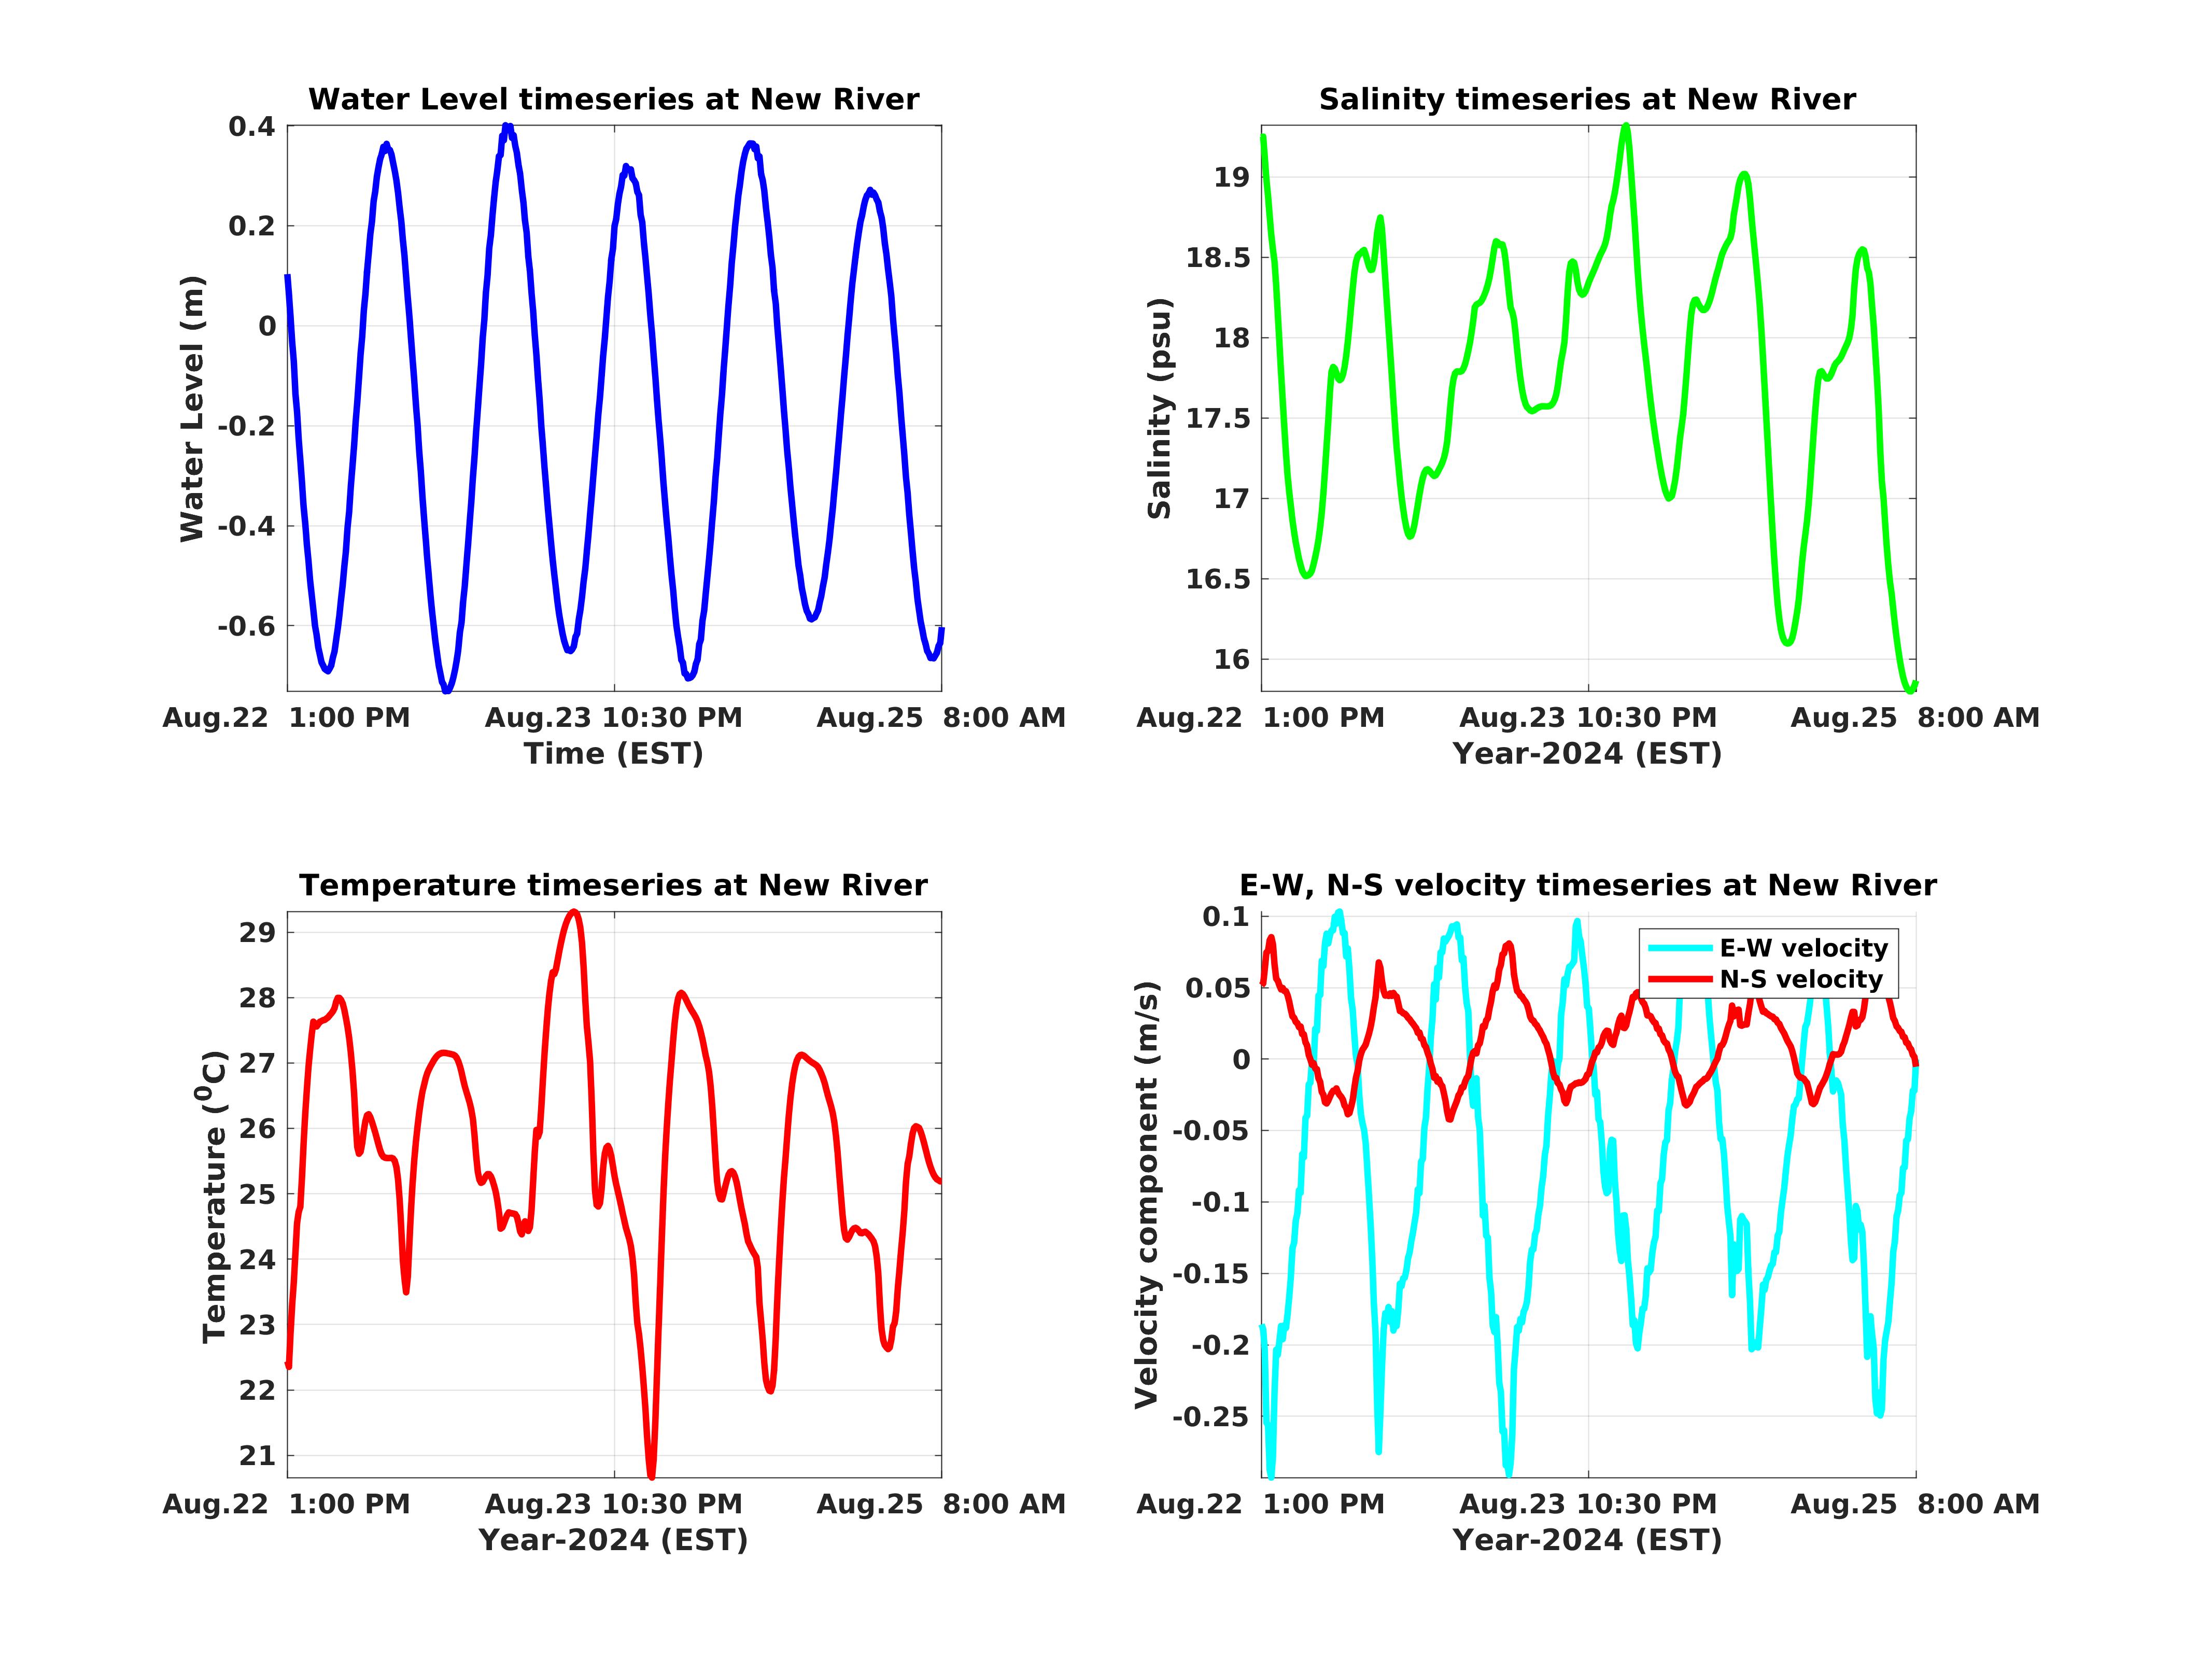 Water Level timeseries at New River
0.4
0.2
0
-0.2
-0.4
-0.6
Water Level (m)
Aug.22 1:00 PM Aug.23 10:30 PM Aug.25 8:00 AM
Time (EST)
Salinity timeseries at New River
19
18.5
18
17.5
17
16.5
16
Salinity (psu)
Aug.22 1:00 PM Aug.23 10:30 PM Aug.25 8:00 AM
Year-2024 (EST)
Temperature timeseries at New River
29
28
27
26
25
24
23
22
21
Temperature (⁰C)
Aug.22 1:00 PM Aug.23 10:30 PM Aug.25 8:00 AM
Year-2024 (EST)
E-W, N-S velocity timeseries at New River
0.1
0.05
0
-0.05
-0.1
-0.15
-0.2
-0.25
Velocity component (m/s)
E-W velocity
N-S velocity
Aug.22 1:00 PM Aug.23 10:30 PM Aug.25 8:00 AM
Year-2024 (EST)